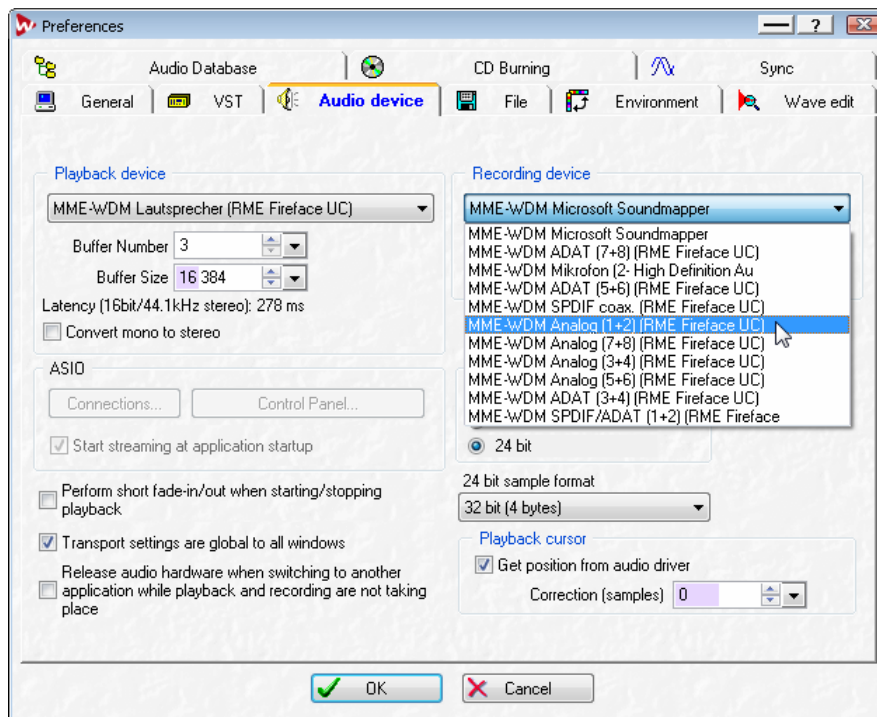 Preferences
?
Audio Database
CD Burning
Sync
General
VST
Audio device
File
Environment
Wave edit
Playback device
MME-WDM Lautsprecher (RME Fireface UC)
Buffer Number 3
Buffer Size 16 384
Latency (16bit/44.1kHz stereo): 278 ms
Convert mono to stereo
Recording device
MME-WDM Microsoft Soundmapper
MME-WDM Microsoft Soundmapper
MME-WDM ADAT (7+8) (RME Fireface UC)
MME-WDM Mikrofon (2- High Definition Au
MME-WDM ADAT (5+6) (RME Fireface UC)
MME-WDM SPDIF coax. (RME Fireface UC)
MME-WDM Analog (1+2) (RME Fireface UC)
MME-WDM Analog (7+8) (RME Fireface UC)
MME-WDM Analog (3+4) (RME Fireface UC)
MME-WDM Analog (5+6) (RME Fireface UC)
MME-WDM ADAT (3+4) (RME Fireface UC)
MME-WDM SPDIF/ADAT (1+2) (RME Fireface
ASIO
Connections...
Control Panel...
Start streaming at application startup
24 bit
Perform short fade-in/out when starting/stopping
playback
Transport settings are global to all windows
Release audio hardware when switching to another
application while playback and recording are not taking
place
24 bit sample format
32 bit (4 bytes)
Playback cursor
Get position from audio driver
Correction (samples) 0
OK
Cancel